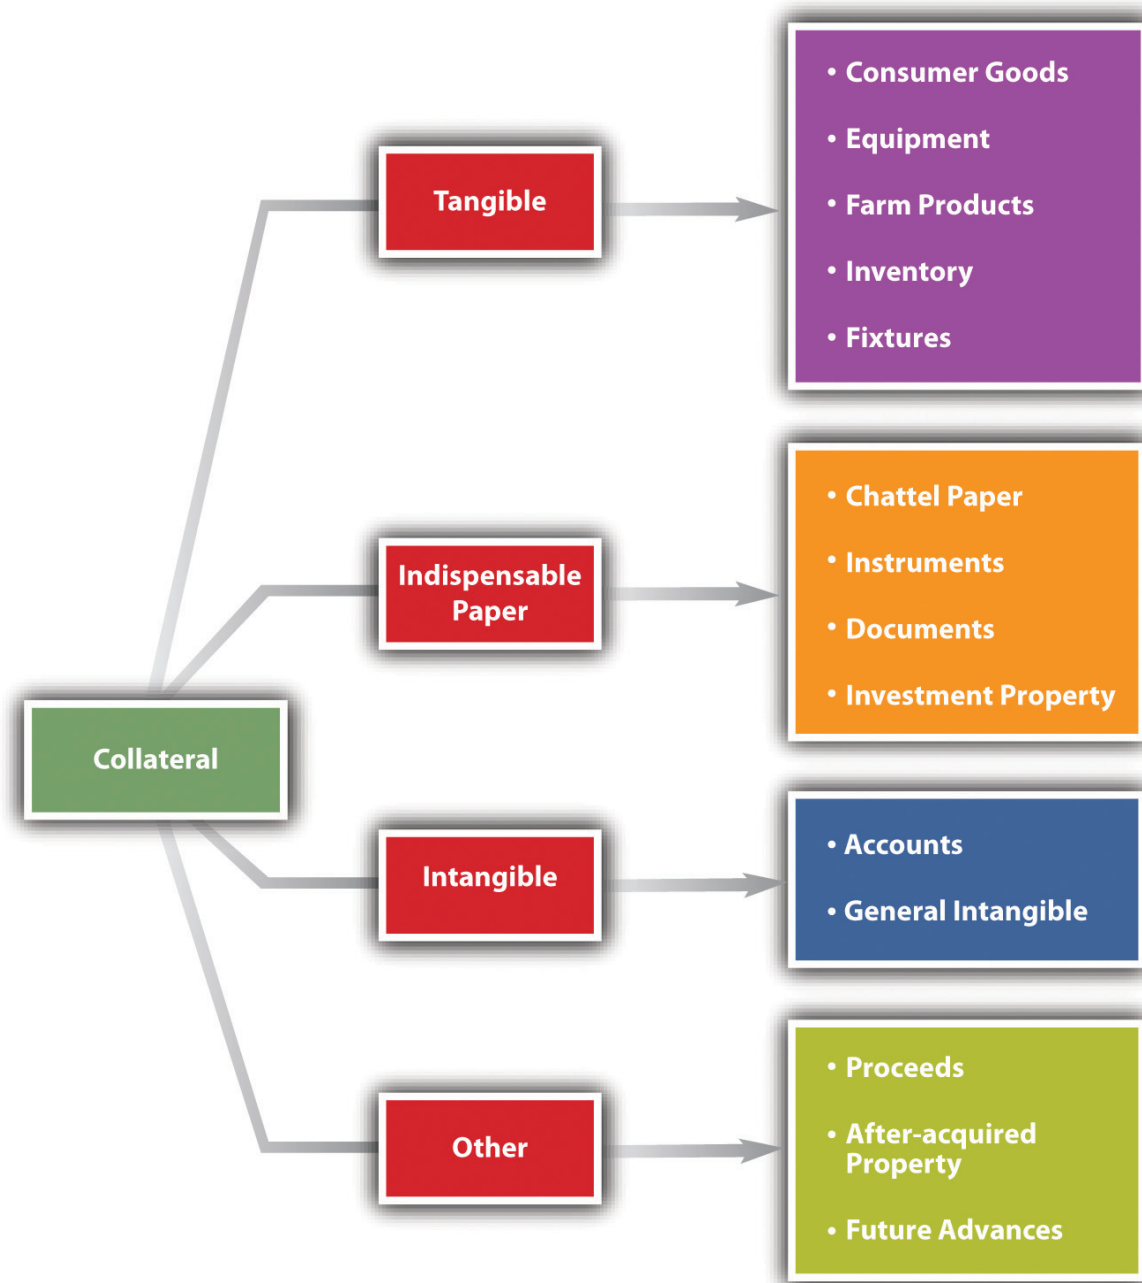 Collateral
Tangible
• Consumer Goods
• Equipment
• Farm Products
• Inventory
• Fixtures
Indispensable
Paper
• Chattel Paper
• Instruments
• Documents
• Investment Property
Intangible
• Accounts
• General Intangible
Other
• Proceeds
• After-acquired
Property
• Future Advances